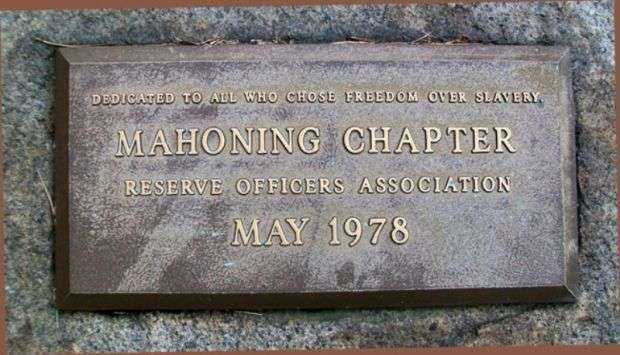 DEDICATED TO ALL WHO CHOSE FREEDOM OVER SLAVERY.
MAHONING CHAPTER
RESERVE OFFICERS ASSOCIATION
MAY 1978